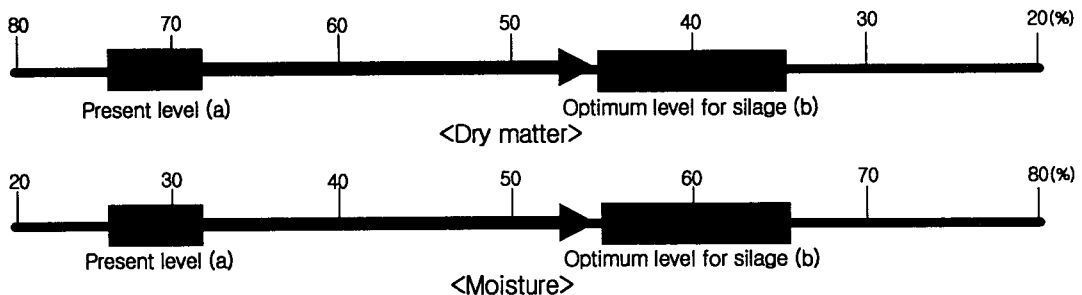 80 70 60 50 40 30 20(%)
Present level (a) Optimum level for silage (b)
<Dry matter>
20 30 40 50 60 70 80(%)
Present level (a) Optimum level for silage (b)
<Moisture>